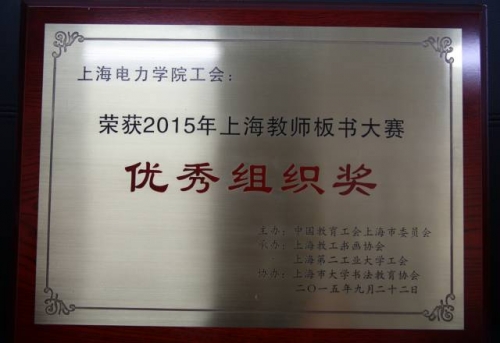 上海电力学院工会：
荣获2015年上海教师板书大赛
优秀组织奖
主办：中国教育工会上海市委员会
承办：上海教工书画协会
上海第二工业大学工会
协办：上海市大学书法教育协会
二〇一五年九月二十二日